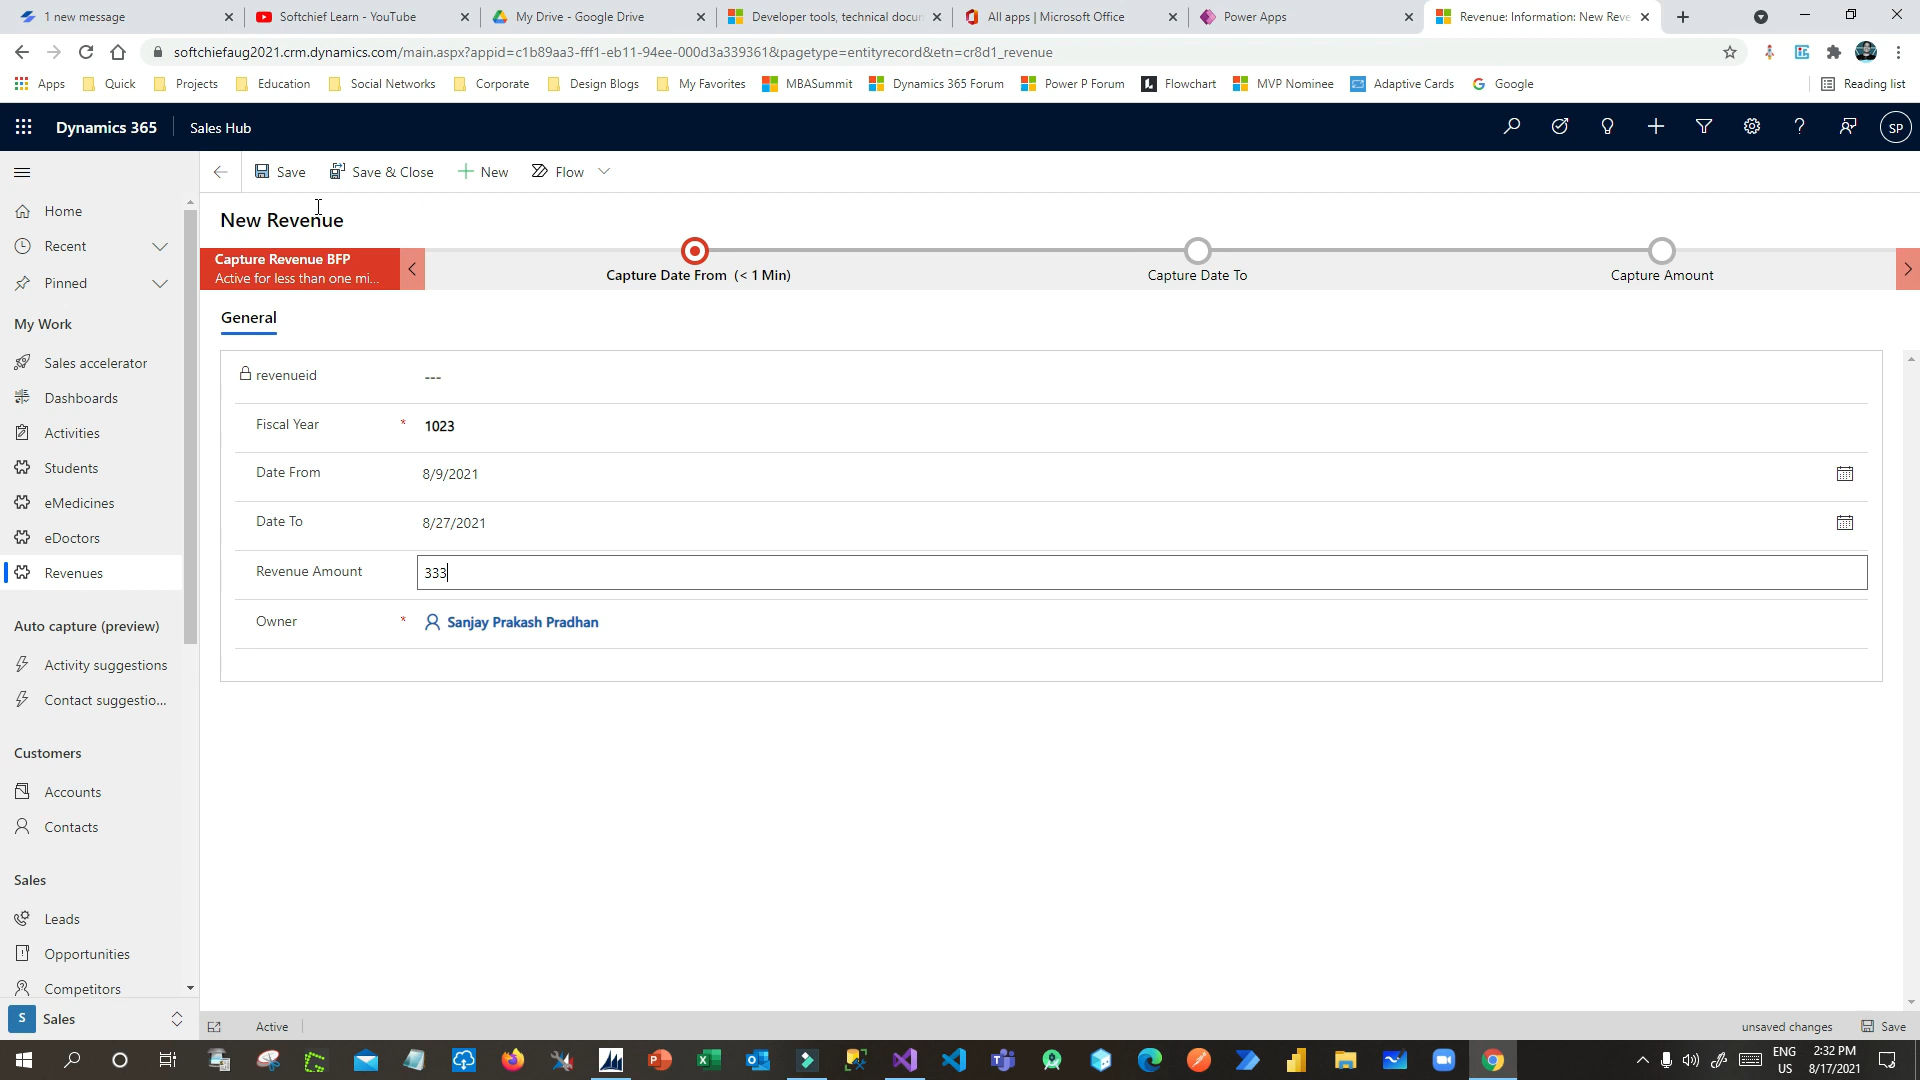 1 new message
Softchief Learn - YouTube
My Drive - Google Drive
Developer tools, technical docun
All apps | Microsoft Office
Power Apps
Revenue: Information: New Reve
softchiefaug2021.crm.dynamics.com/main.aspx?appid=c1b89aa3-fff1-eb11-94ee-000d3a339361&pagetype=entityrecord&etn=cr8d1_revenue
Apps
Quick
Projects
Education
Social Networks
Corporate
Design Blogs
My Favorites
MBASummit
Dynamics 365 Forum
Power P Forum
Flowchart
MVP Nominee
Adaptive Cards
Google
Reading list
Dynamics 365
Sales Hub
SP
Save
Save & Close
New
Flow
Home
Recent
Pinned
My Work
Sales accelerator
Dashboards
Activities
Students
eMedicines
eDoctors
Revenues
Auto capture (preview)
Activity suggestions
Contact suggestio...
Customers
Accounts
Contacts
Sales
Leads
Opportunities
Competitors
S Sales
New Revenue
Capture Revenue BFP
Active for less than one mi...
Capture Date From (< 1 Min)
Capture Date To
Capture Amount
General
revenueid ---
Fiscal Year * 1023
Date From 8/9/2021
Date To 8/27/2021
Revenue Amount 333
Owner * Sanjay Prakash Pradhan
Active
unsaved changes
Save
ENG
US
2:32 PM
8/17/2021